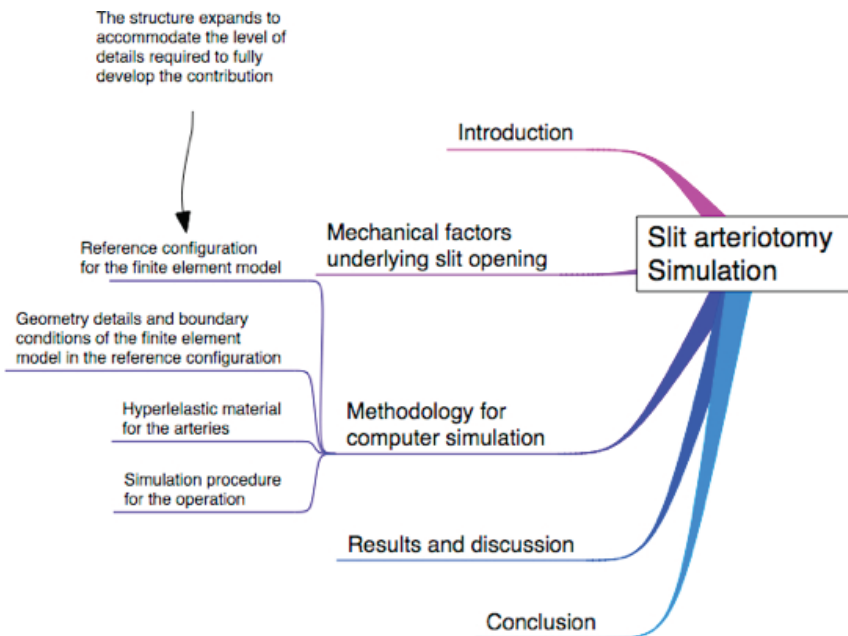 The structure expands to
accommodate the level of
details required to fully
develop the contribution
Introduction
Slit arteriotomy
Simulation
Mechanical factors
underlying slit opening
Reference configuration
for the finite element model
Geometry details and boundary
conditions of the finite element
model in the reference configuration
Hyperlelastic material
for the arteries
Simulation procedure
for the operation
Methodology for
computer simulation
Results and discussion
Conclusion